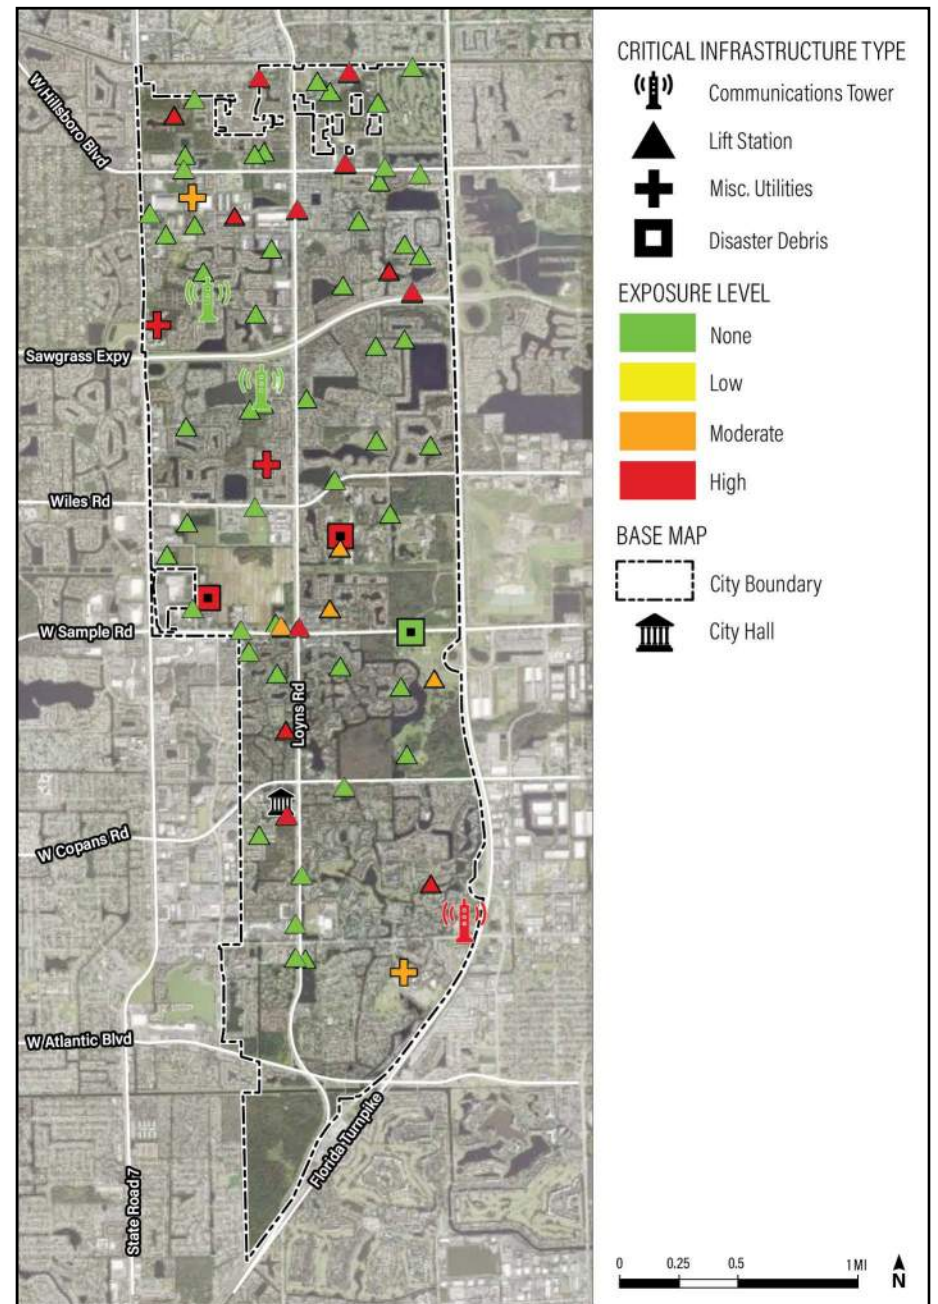 CRITICAL INFRASTRUCTURE TYPE
Communications Tower
Lift Station
Misc. Utilities
Disaster Debris
EXPOSURE LEVEL
None
Low
Moderate
High
BASE MAP
City Boundary
City Hall
W Hillsboro Blvd
Sawgrass Expy
Wiles Rd
W Sample Rd
Loyns Rd
W Copans Rd
W Atlantic Blvd
Florida Turnpike
State Road 7
0 0.25 0.5 1 MI
N